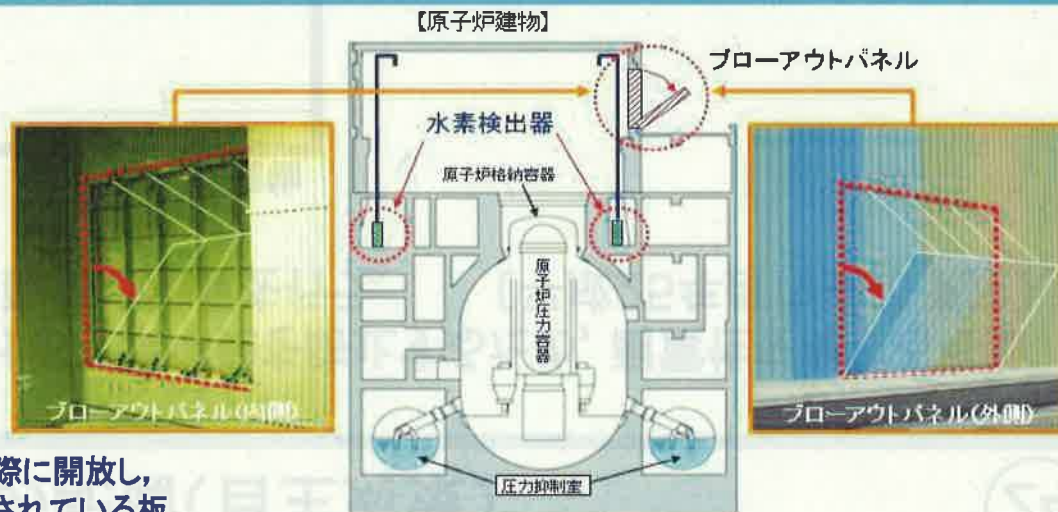 【原子炉建物】
ブローアウトパネル
水素検出器
原子炉格納容器
原子炉圧力容器
ブローアウトパネル(内側)
ブローアウトパネル(外側)
圧力抑制室
際に開放し,
されている板